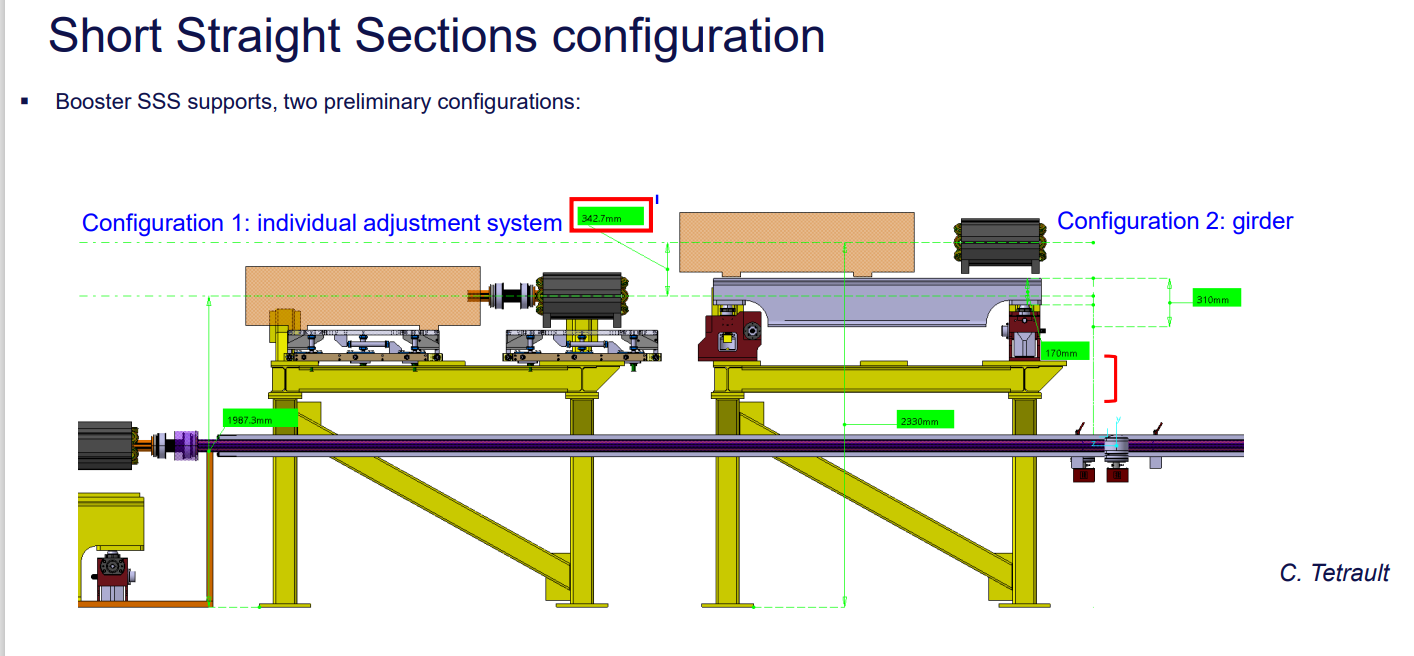 Short Straight Sections configuration
▪ Booster SSS supports, two preliminary configurations:
Configuration 1: individual adjustment system
342.7mm
Configuration 2: girder
310mm
170mm
1987.3mm
2330mm
C. Tetrault